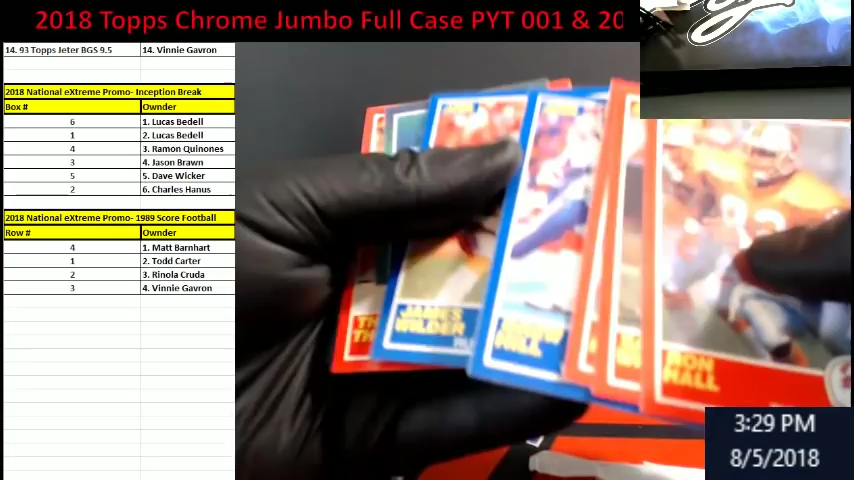 2018 Topps Chrome Jumbo Full Case PYT 001 & 20
14. 93 Topps Jeter BGS 9.5 14. Vinnie Gavron
2018 National eXtreme Promo- Inception Break
Box # Ownder
6 1. Lucas Bedell
1 2. Lucas Bedell
4 3. Ramon Quinones
3 4. Jason Brawn
5 5. Dave Wicker
2 6. Charles Hanus
2018 National eXtreme Promo- 1989 Score Football
Row # Ownder
4 1. Matt Barnhart
1 2. Todd Carter
2 3. Rinola Cruda
3 4. Vinnie Gavron
JAMES
WILDER
HILL
RON
HALL
3:29 PM
8/5/2018